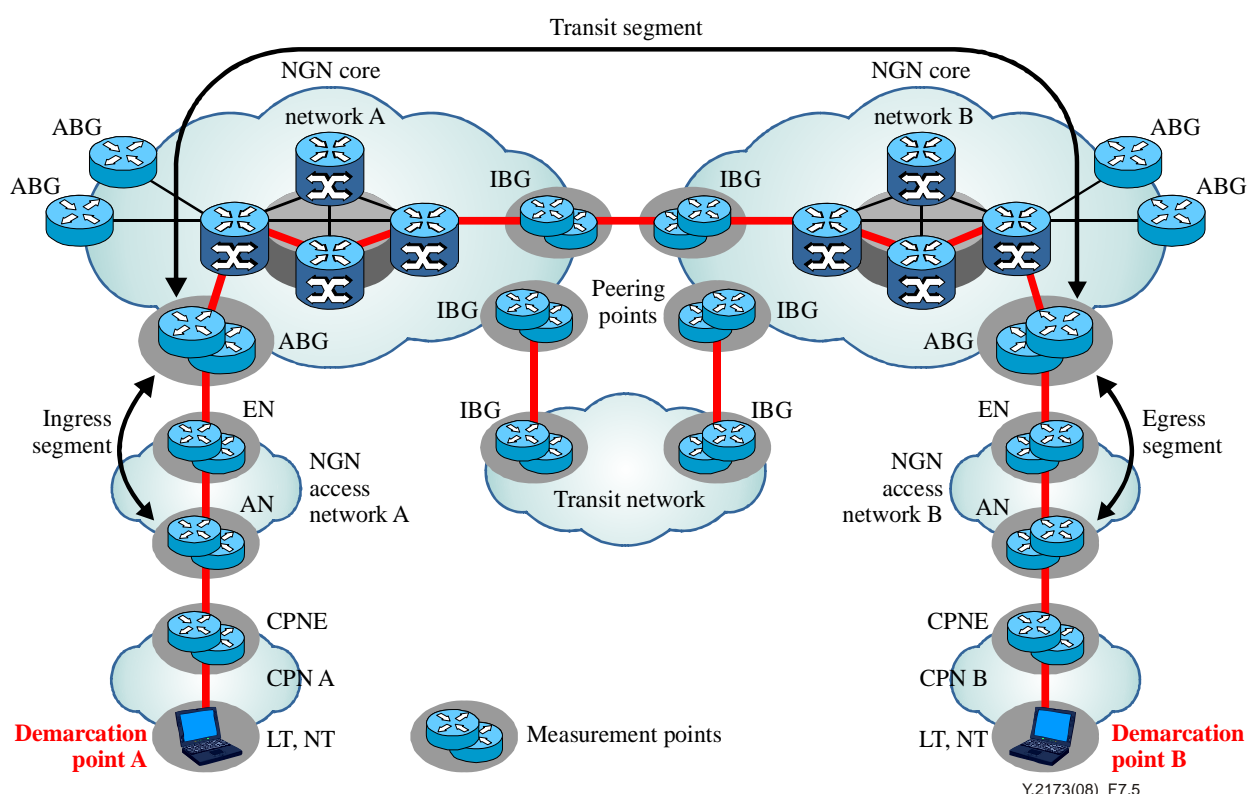 Transit segment
NGN core
NGN core
network A
network B
ABG
ABG
ABG
ABG
IBG
IBG
Peering
points
IBG
IBG
ABG
ABG
Ingress
segment
Egress
segment
EN
EN
IBG
IBG
NGN
access
network A
NGN
access
network B
Transit network
AN
AN
CPNE
CPNE
CPN A
CPN B
Demarcation
point A
LT, NT
Measurement points
LT, NT
Demarcation
point B
Y.2173(08)_F7.5